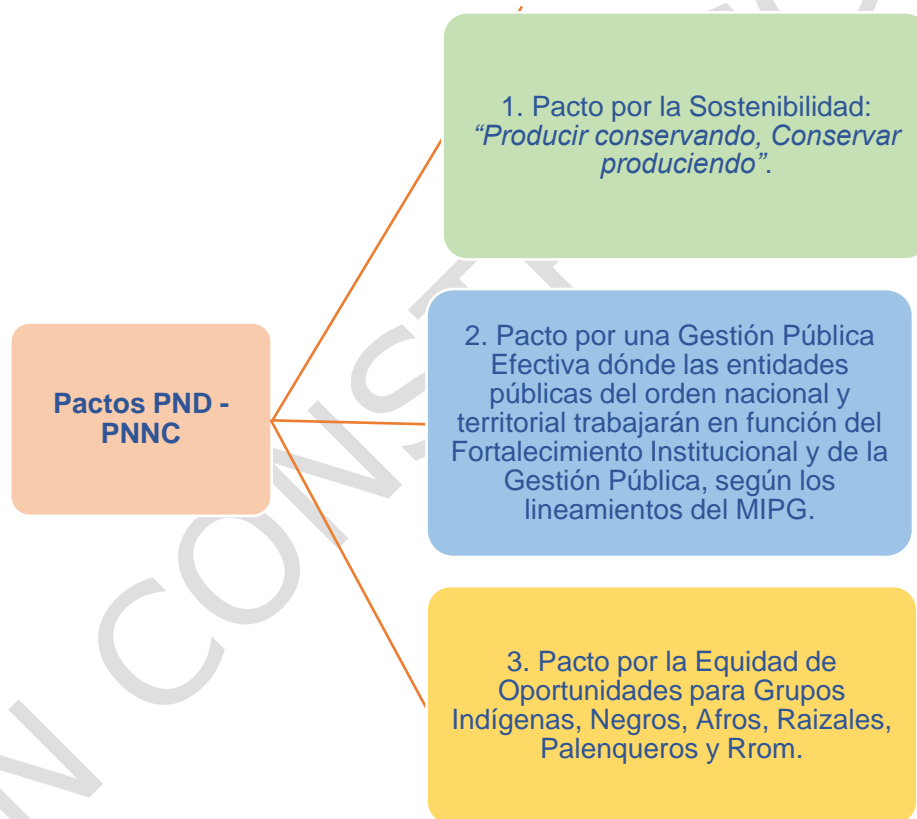 1. Pacto por la Sostenibilidad:
“Producir conservando, Conservar
produciendo”.
Pactos PND -
PNNC
2. Pacto por una Gestión Pública
Efectiva dónde las entidades
públicas del orden nacional y
territorial trabajarán en función del
Fortalecimiento Institucional y de la
Gestión Pública, según los
lineamientos del MIPG.
3. Pacto por la Equidad de
Oportunidades para Grupos
Indígenas, Negros, Afros, Raizales,
Palenqueros y Rrom.